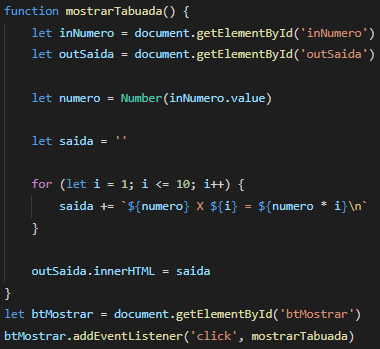 function mostrarTabuada() {
    let inNumero = document.getElementById('inNumero')
    let outSaida = document.getElementById('outSaida')

    let numero = Number(inNumero.value)

    let saida = ''

    for (let i = 1; i <= 10; i++) {
        saida += `${numero} X ${i} = ${numero * i}\n`
    }

    outSaida.innerHTML = saida
}
let btMostrar = document.getElementById('btMostrar')
btMostrar.addEventListener('click', mostrarTabuada)